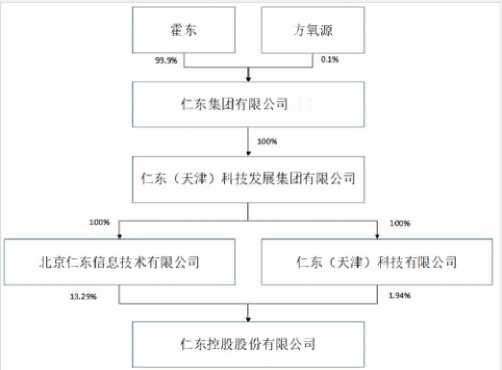 霍东
方氧源
99.9%
0.1%
仁东集团有限公司
100%
仁东（天津）科技发展集团有限公司
100%
100%
北京仁东信息技术有限公司
仁东（天津）科技有限公司
13.29%
1.94%
仁东控股股份有限公司